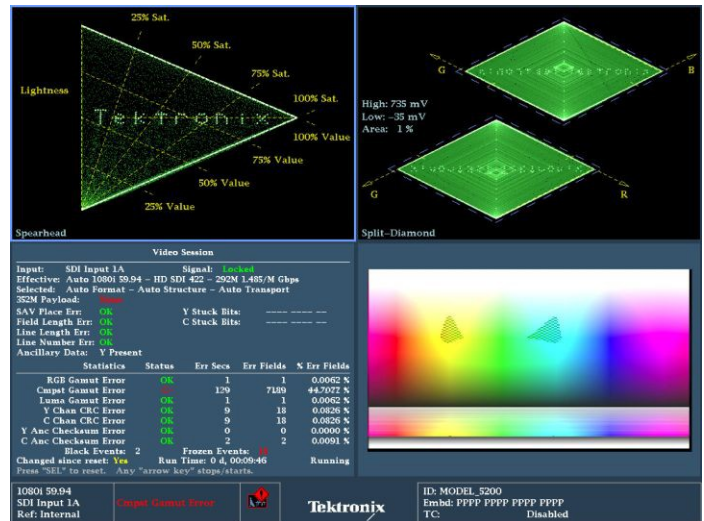 25% Sat.
50% Sat.
75% Sat.
100% Sat.
Lightness
Tektronix
100% Value
75% Value
50% Value
25% Value
Spearhead
G
B
High: 735 mV
Low: -35 mV
Area: 1 %
G
R
Split-Diamond
Video Session
Input: SDI Input 1A Signal: Locked
Effective: Auto 1080i 59.94 - HD SDI 422 - 292M 1.485/M Gbps
Selected: Auto Format - Auto Structure - Auto Transport
352M Payload:
SAV Place Err: OK Y Stuck Bits: ---- ---- ----
Field Length Err: OK C Stuck Bits: ---- ---- ----
Line Length Err: OK
Line Number Err: OK
Ancillary Data: Y Present
Statistics Status Err Secs Err Fields % Err Fields
RGB Gamut Error OK 1 1 0.0062 %
Cmpst Gamut Error 129 7189 44.7072 %
Luma Gamut Error OK 1 1 0.0062 %
Y Chan CRC Error OK 9 18 0.0826 %
C Chan CRC Error OK 9 18 0.0826 %
Y Anc Checksum Error OK 0 0 0.0000 %
C Anc Checksum Error OK 2 2 0.0091 %
Black Events: 2 Frozen Events:
Changed since reset: Yes Run Time: 0 d, 00:09:46 Running
Press "SEL" to reset. Any "arrow key" stops/starts.
1080i 59.94
SDI Input 1A
Ref: Internal
Cmpst Gamut Error
Tektronix
ID: MODEL_5200
Embd: PPPP PPPP PPPP PPPP
TC: Disabled